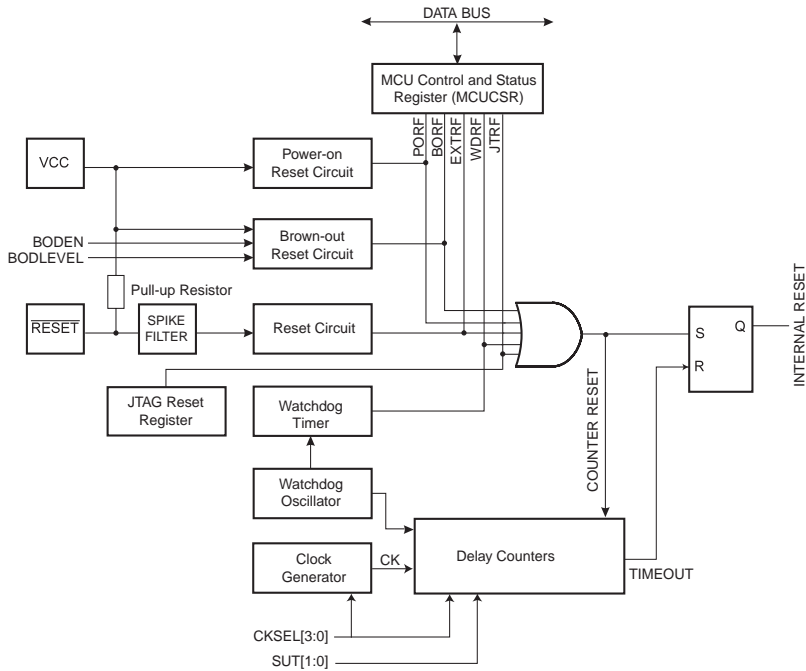 DATA BUS
MCU Control and Status
Register (MCUCSR)
PORF
BORF
EXTRF
WDRF
JTRF
VCC
Power-on
Reset Circuit
BODEN
BODLEVEL
Brown-out
Reset Circuit
Pull-up Resistor
RESET
SPIKE
FILTER
Reset Circuit
JTAG Reset
Register
Watchdog
Timer
Watchdog
Oscillator
Clock
Generator
CK
Delay Counters
COUNTER RESET
TIMEOUT
S
Q
R
INTERNAL RESET
CKSEL[3:0]
SUT[1:0]